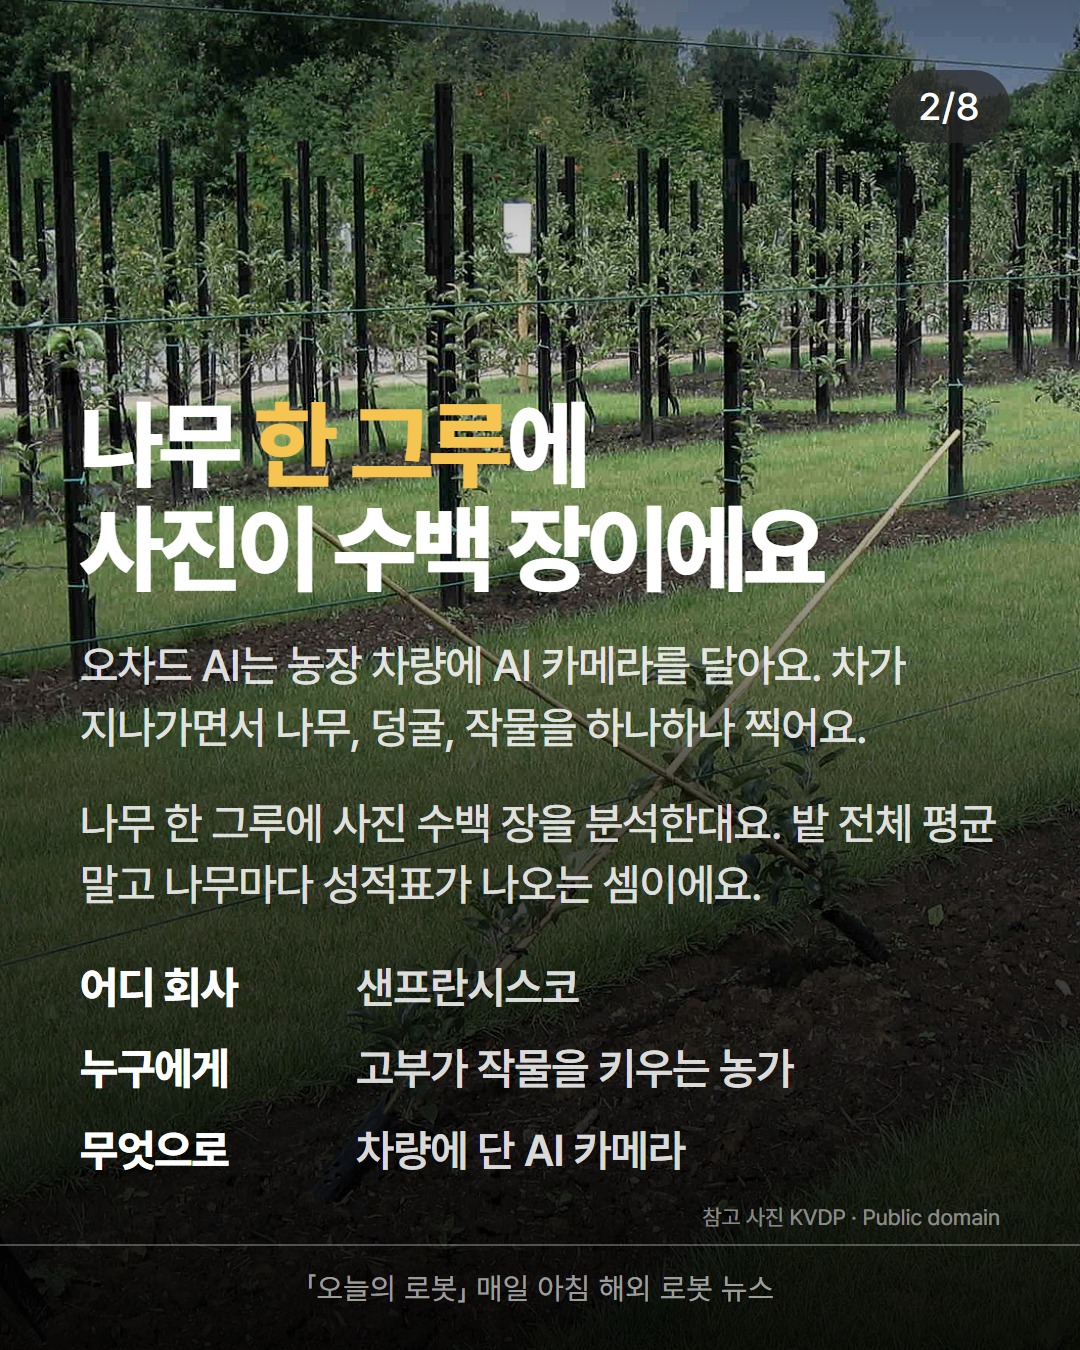 2/8
나무 한 그루에
사진이 수백 장이에요
오차드 AI는 농장 차량에 AI 카메라를 달아요. 차가
지나가면서 나무, 덩굴, 작물을 하나하나 찍어요.
나무 한 그루에 사진 수백 장을 분석한대요. 밭 전체 평균
말고 나무마다 성적표가 나오는 셈이에요.
어디 회사 샌프란시스코
누구에게 고부가 작물을 키우는 농가
무엇으로 차량에 단 AI 카메라
참고 사진 KVDP · Public domain
「오늘의 로봇」 매일 아침 해외 로봇 뉴스